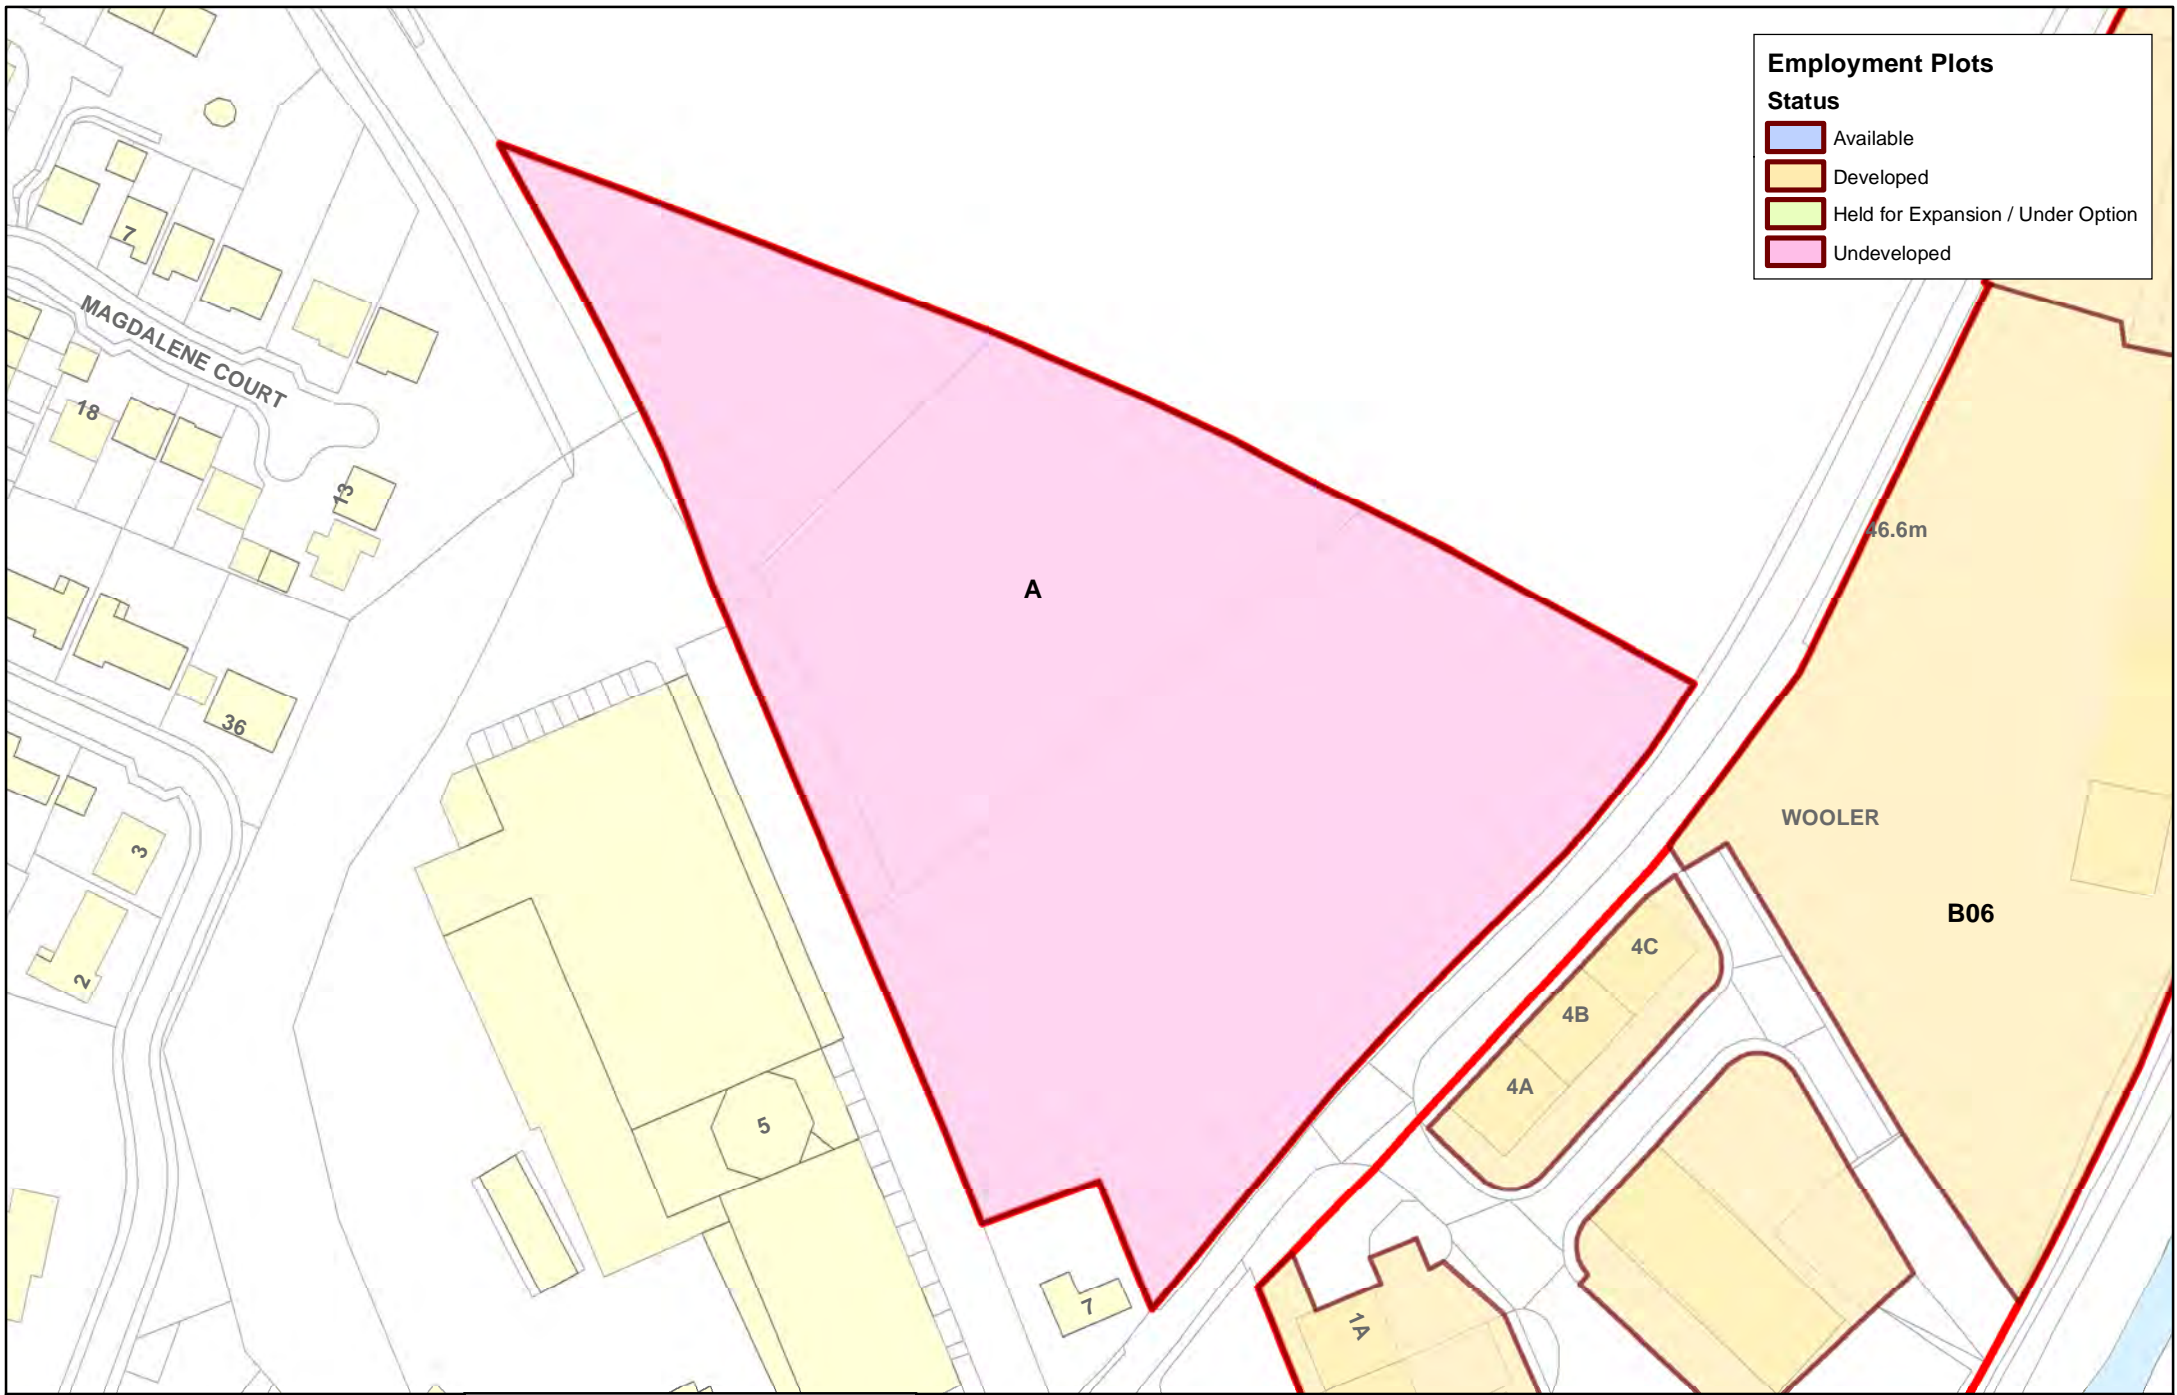 Employment Plots
Status
Available
Developed
Held for Expansion / Under Option
Undeveloped
7
MAGDALENE COURT
18
13
46.6m
A
36
WOOLER
3
B06
4C
2
4B
4A
5
7
1A